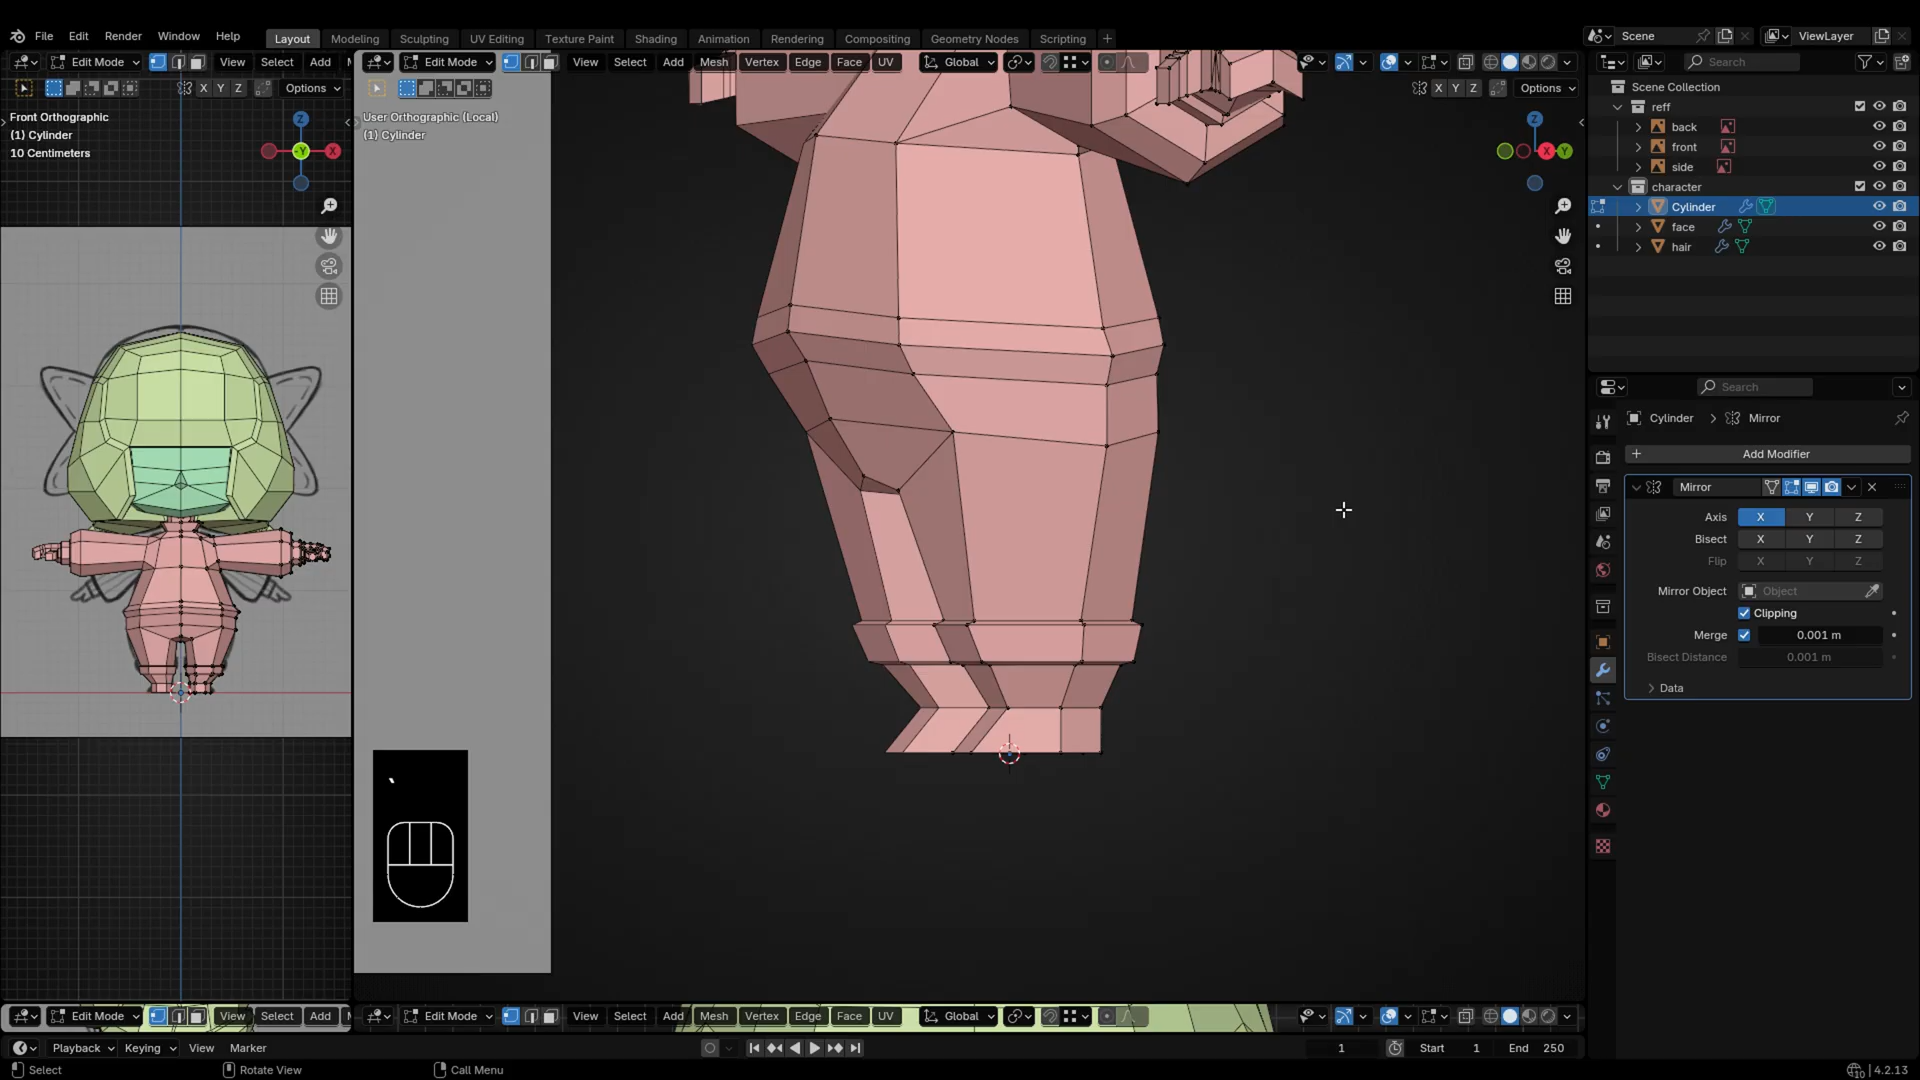 File Edit Render Window Help
Layout Modeling Sculpting UV Editing Texture Paint Shading Animation Rendering Compositing Geometry Nodes Scripting +
Scene ViewLayer
Edit Mode View Select Add M
Edit Mode View Select Add Mesh Vertex Edge Face UV Global
Search
X Y Z Options
X Y Z Options
Scene Collection
reff
back
front
side
character
Cylinder
face
hair
Front Orthographic
(1) Cylinder
10 Centimeters
Z
-Y X
User Orthographic (Local)
(1) Cylinder
Z
X Y
Search
Cylinder > Mirror
+ Add Modifier
Mirror
Axis X Y Z
Bisect X Y Z
Flip X Y Z
Mirror Object Object
Clipping
Merge 0.001 m
Bisect Distance 0.001 m
Data
`
Edit Mode View Select Add M
Edit Mode View Select Add Mesh Vertex Edge Face UV Global
Playback Keying View Marker
1 Start 1 End 250
Select Rotate View Call Menu
4.2.13